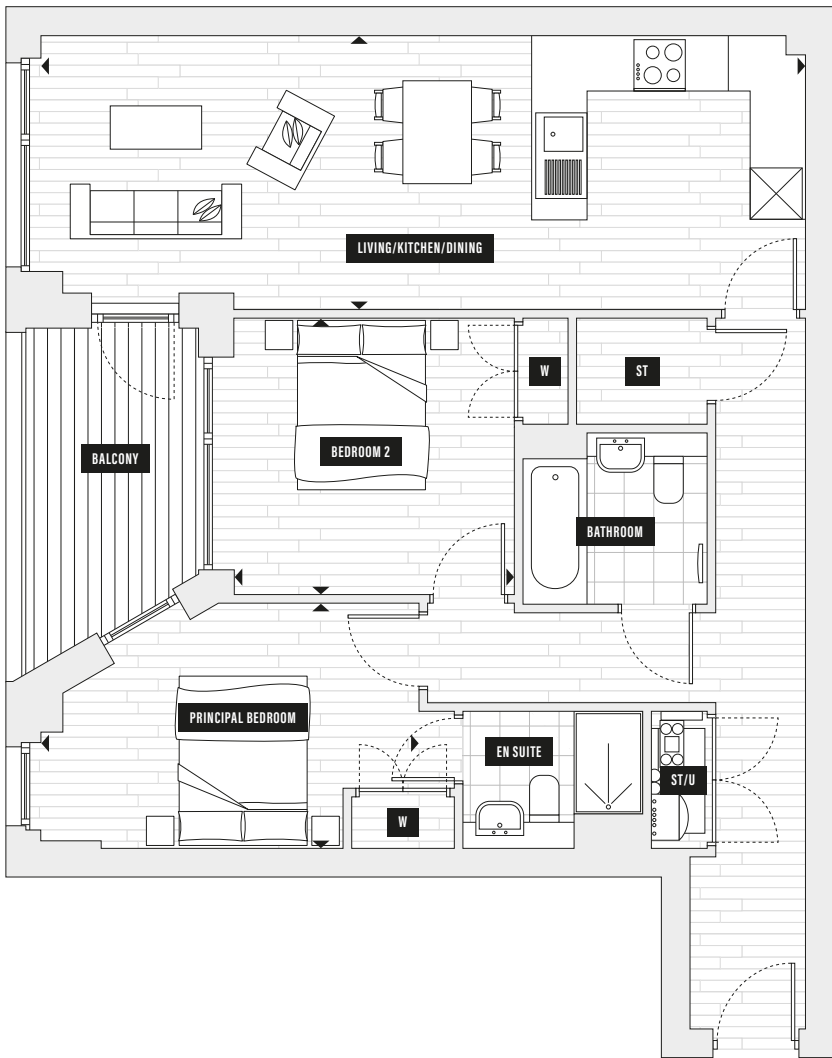 LIVING/KITCHEN/DINING
W
ST
BEDROOM 2
BALCONY
BATHROOM
PRINCIPAL BEDROOM
EN SUITE
ST/U
W